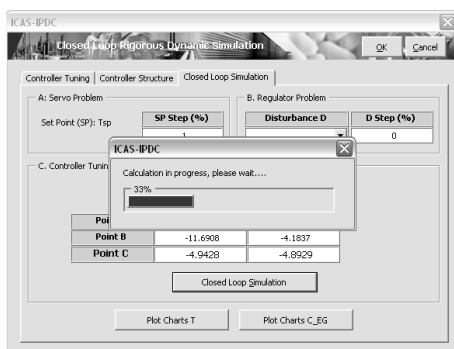 ICAS-IPDC
Closed Loop Rigorous Dynamic Simulation OK Cancel
Controller Tuning Controller Structure Closed Loop Simulation
A: Servo Problem B. Regulator Problem
SP Step (%) Disturbance D D Step (%)
Set Point (SP): Tsp 1 0
ICAS-IPDC
C. Controller Tunin
Calculation in progress, please wait....
33%
Poi
Point B -11.6908 -4.1837
Point C -4.9428 -4.8929
Closed Loop Simulation
Plot Charts T Plot Charts C_EG